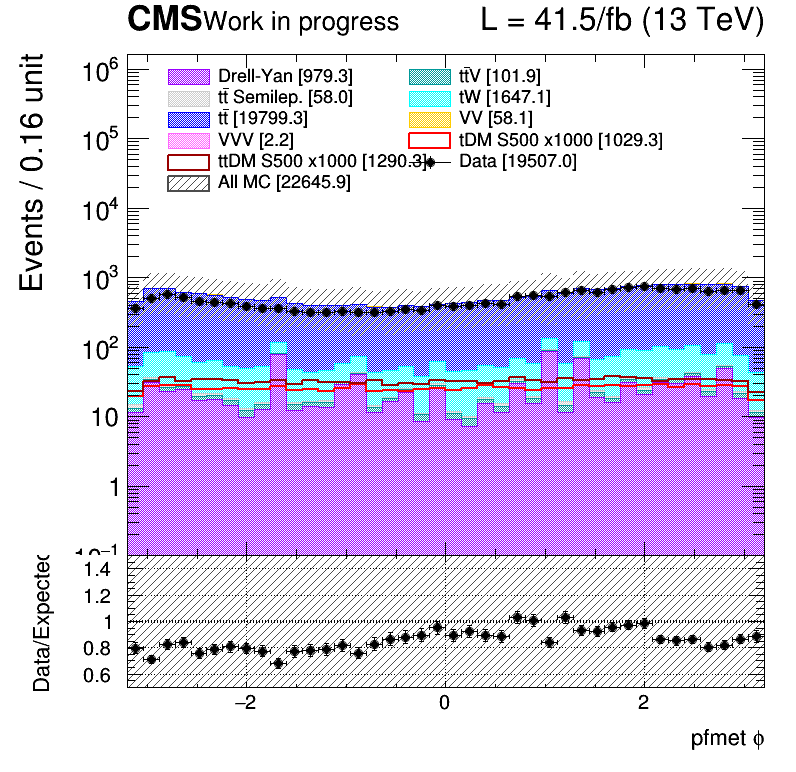 CMS Work in progress L = 41.5/fb (13 TeV)
Events / 0.16 unit
10⁶
10⁵
10⁴
10³
10²
10
1
10⁻¹
Drell-Yan [979.3] tt̄V [101.9]
tt̄ Semilep. [58.0] tW [1647.1]
tt̄ [19799.3] VV [58.1]
VVV [2.2] tDM S500 x1000 [1029.3]
ttDM S500 x1000 [1290.3] Data [19507.0]
All MC [22645.9]
Data/Expected
1.4
1.2
1
0.8
0.6
−2 0 2
pfmet ϕ